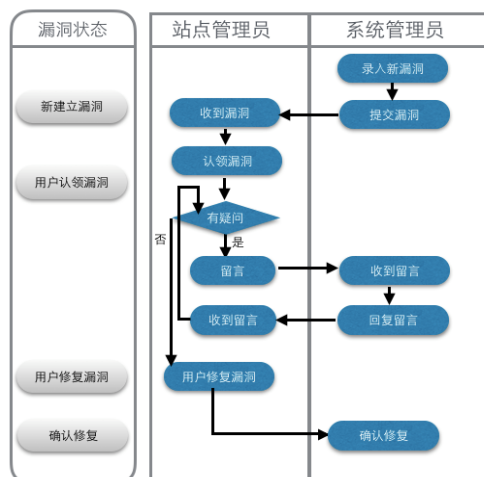 漏洞状态
站点管理员
系统管理员
录入新漏洞
新建立漏洞
收到漏洞
提交漏洞
认领漏洞
用户认领漏洞
有疑问
否
是
留言
收到留言
收到留言
回复留言
用户修复漏洞
用户修复漏洞
确认修复
确认修复